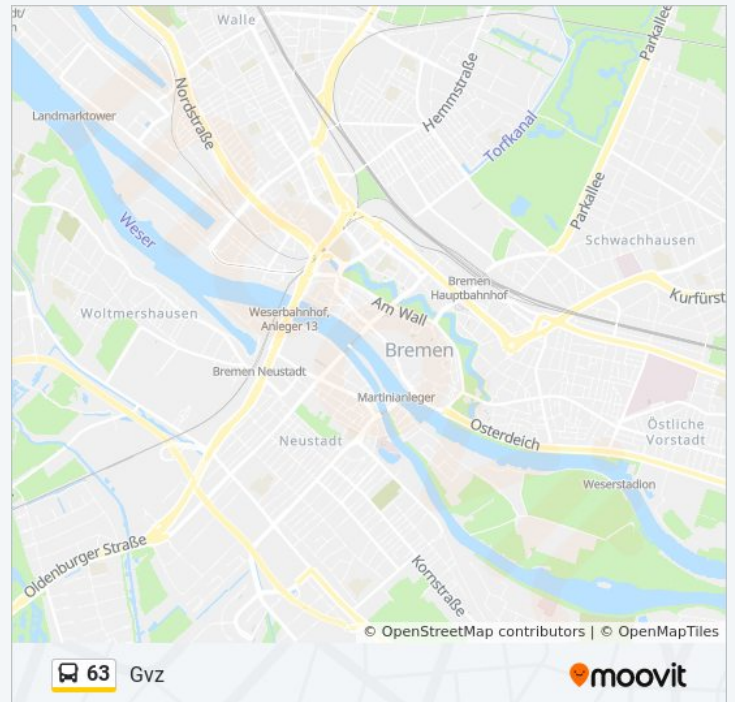 dt/
n
Walle
Parkallee
Hemmstraße
Nordstraße
Landmarktower
Torfkanal
Parkallee
Weser
Schwachhausen
Bremen
Hauptbahnhof
Kurfürst
Am Wall
Woltmershausen
Weserbahnhof,
Anleger 13
Bremen
Bremen Neustadt
Martinianleger
Osterdeich
Östliche
Vorstadt
Neustadt
Weserstadion
Oldenburger Straße
Kornstraße
© OpenStreetMap contributors | © OpenMapTiles
63 Gvz
moovit